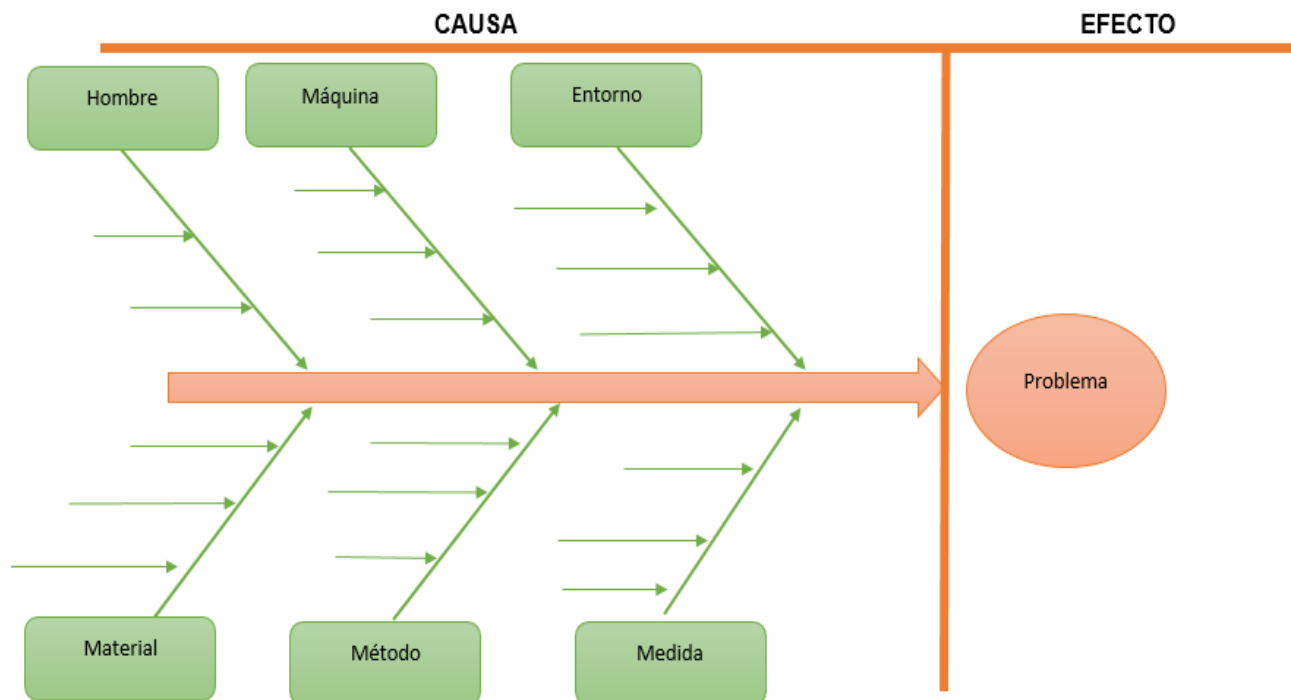 CAUSA
EFECTO
Hombre
Máquina
Entorno
Problema
Material
Método
Medida